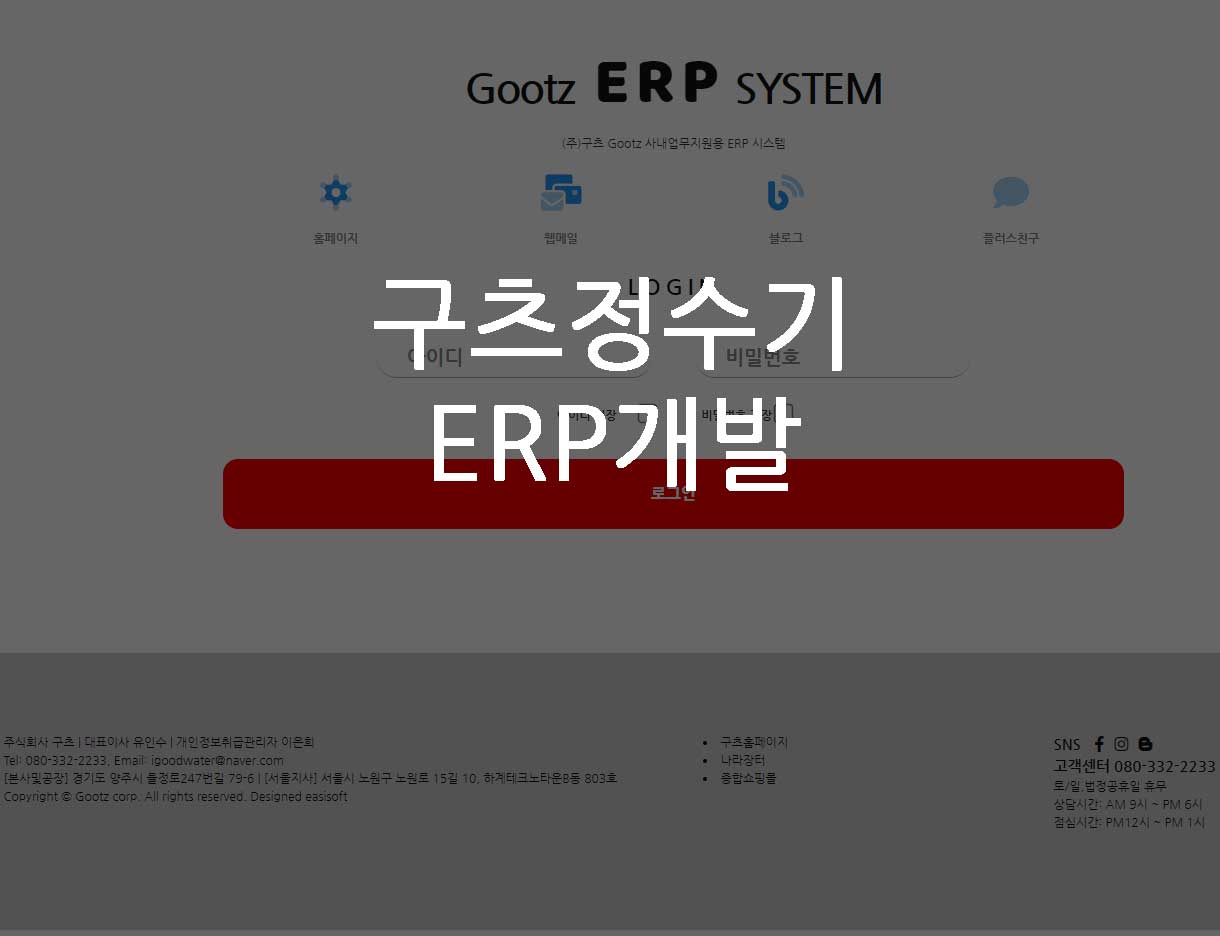 Gootz ERP SYSTEM
(주)구츠 Gootz 사내업무지원용 ERP 시스템
홈페이지 웹메일 블로그 플러스친구
LOGIN
구츠정수기
아이디 비밀번호
ERP개발
로그인
주식회사 구츠 | 대표이사 유인수 | 개인정보취급관리자 이은희
Tel: 080-332-2233, Email: igoodwater@naver.com
[본사및공장] 경기도 양주시 을정로247번길 79-6 | [서울지사] 서울시 노원구 노원로 15길 10, 하계테크노타운B동 803호
Copyright © Gootz corp. All rights reserved. Designed easisoft
구츠홈페이지
나라장터
종합쇼핑몰
SNS
고객센터 080-332-2233
토/일,법정공휴일 휴무
상담시간: AM 9시 ~ PM 6시
점심시간: PM12시 ~ PM 1시